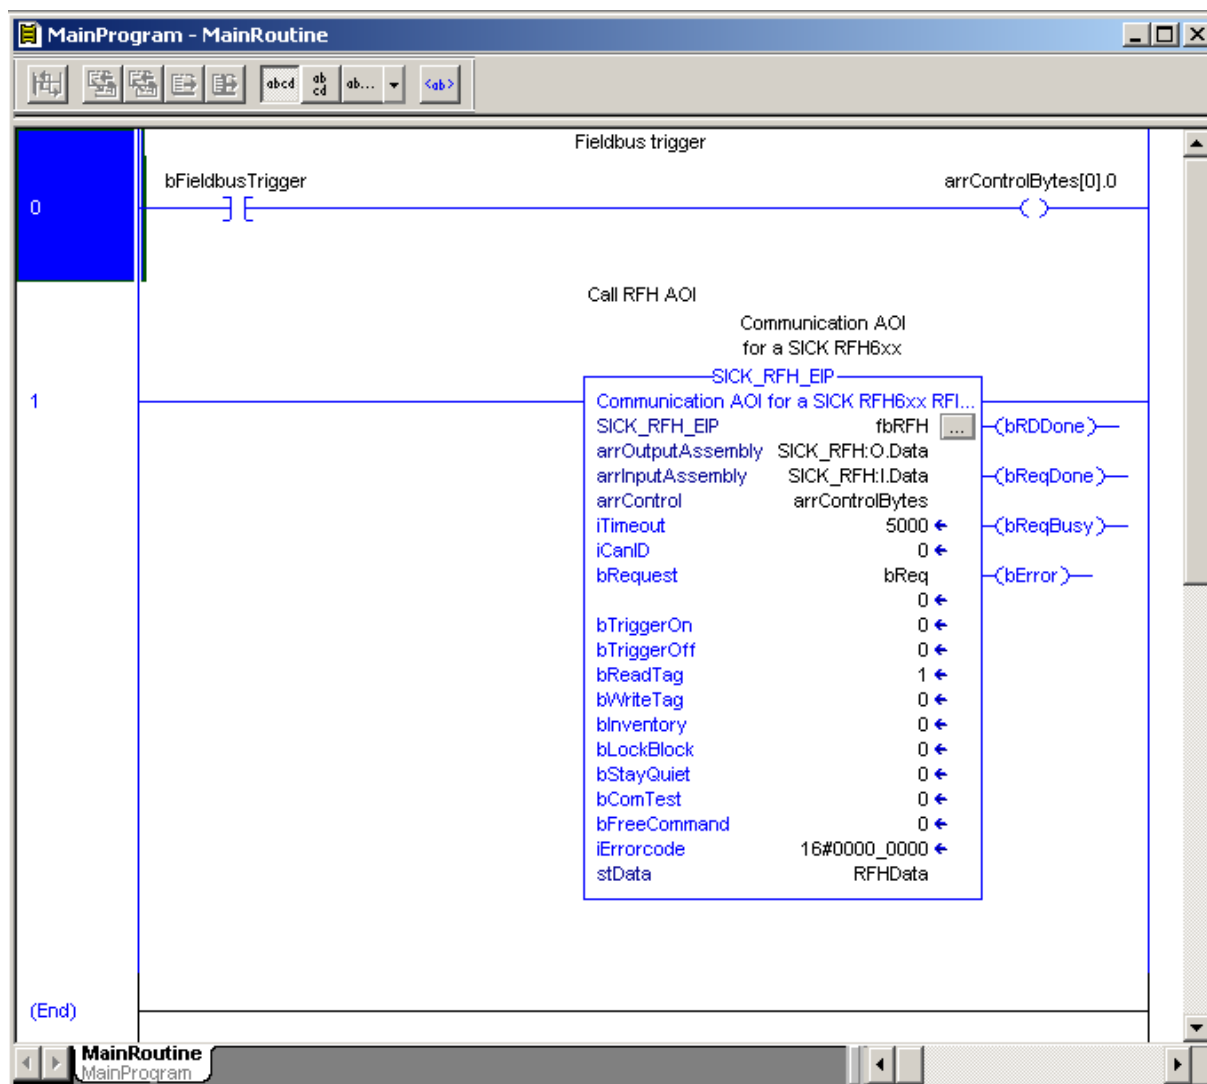 MainProgram - MainRoutine
abcd
ab cd
ab...
<ab>
Fieldbus trigger
bFieldbusTrigger
arrControlBytes[0].0
0
Call RFH AOI
Communication AOI
for a SICK RFH6xx
SICK_RFH_EIP
1
Communication AOI for a SICK RFH6xx RFI...
SICK_RFH_EIP fbRFH ... bRDDone
arrOutputAssembly SICK_RFH:O.Data
arrInputAssembly SICK_RFH:I.Data bReqDone
arrControl arrControlBytes
iTimeout 5000 bReqBusy
iCanID 0
bRequest bReq bError
0
bTriggerOn 0
bTriggerOff 0
bReadTag 1
bWriteTag 0
bInventory 0
bLockBlock 0
bStayQuiet 0
bComTest 0
bFreeCommand 0
iErrorcode 16#0000_0000
stData RFHData
(End)
MainRoutine
MainProgram